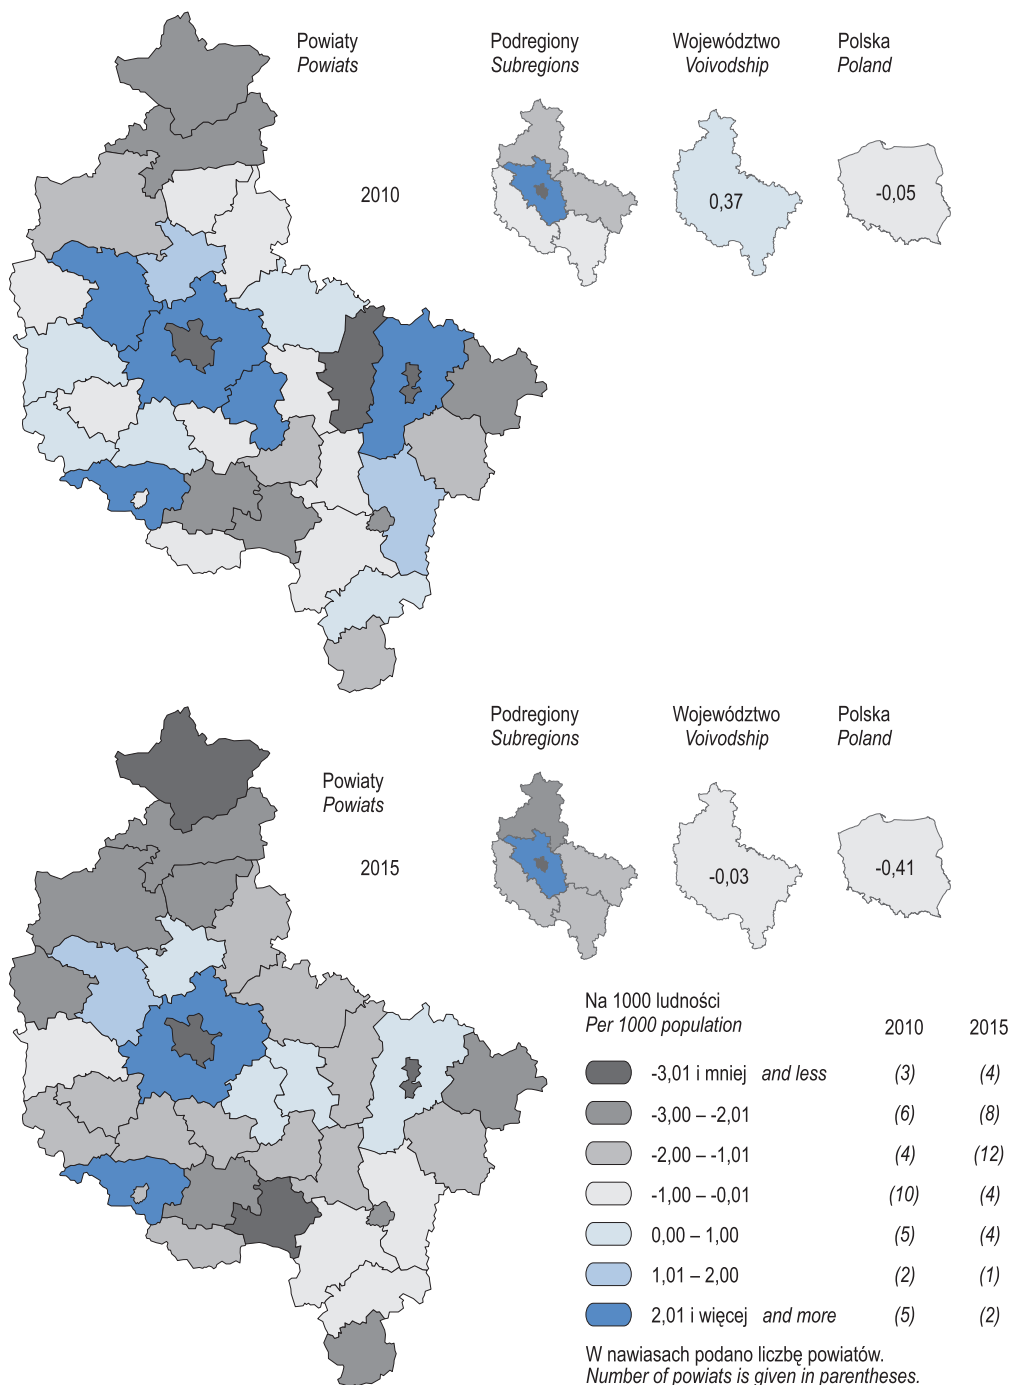 Powiaty
Powiats
2010
Podregiony
Subregions
Województwo
Voivodship
0,37
Polska
Poland
-0,05
Powiaty
Powiats
2015
Podregiony
Subregions
Województwo
Voivodship
-0,03
Polska
Poland
-0,41
Na 1000 ludności
Per 1000 population 2010 2015
-3,01 i mniej and less (3) (4)
-3,00 – -2,01 (6) (8)
-2,00 – -1,01 (4) (12)
-1,00 – -0,01 (10) (4)
0,00 – 1,00 (5) (4)
1,01 – 2,00 (2) (1)
2,01 i więcej and more (5) (2)
W nawiasach podano liczbę powiatów.
Number of powiats is given in parentheses.